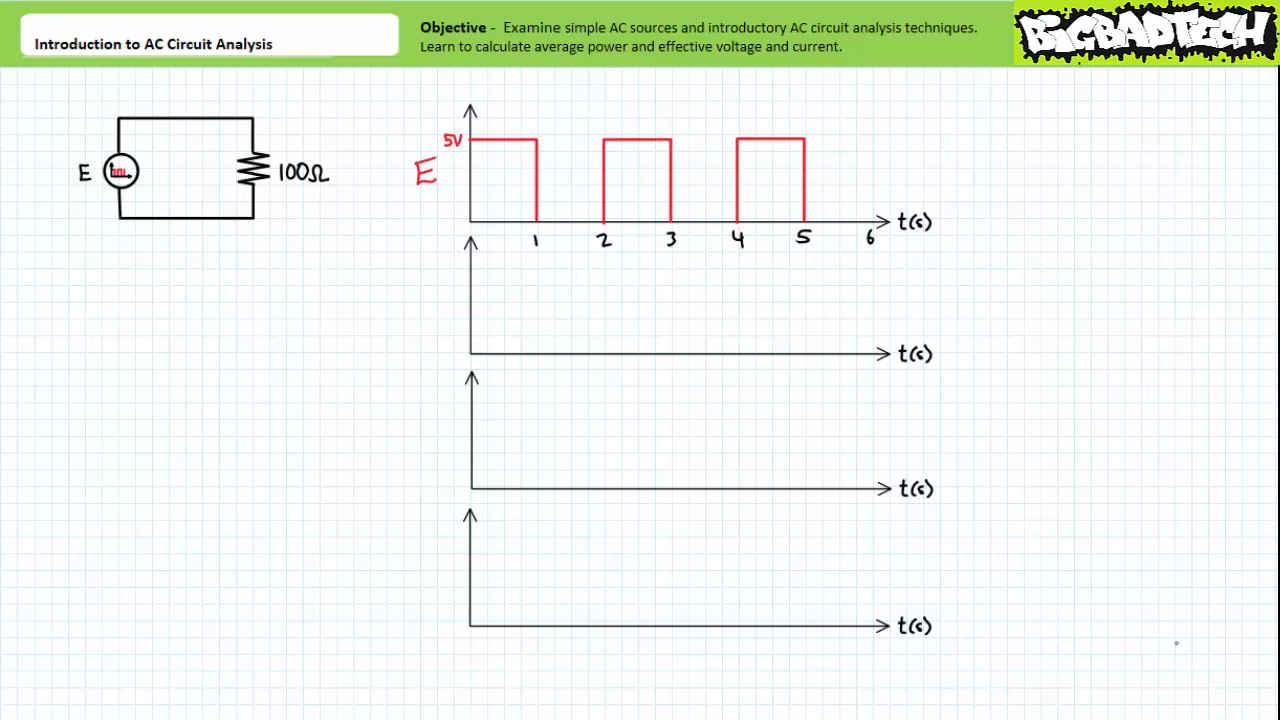 Introduction to AC Circuit Analysis
Objective - Examine simple AC sources and introductory AC circuit analysis techniques.
Learn to calculate average power and effective voltage and current.
BIGBADTECH
E
100Ω
5V
E
t(s)
1 2 3 4 5 6
t(s)
t(s)
t(s)